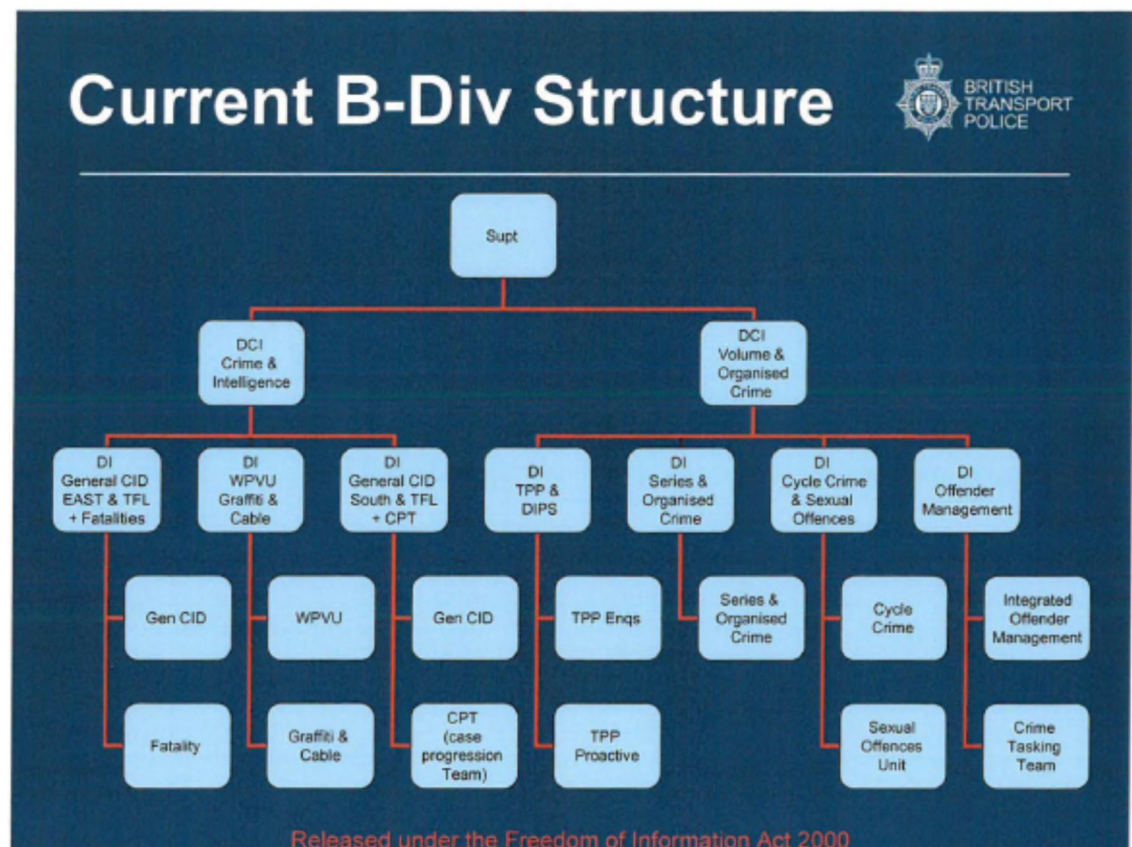 Current B-Div Structure
BRITISH
TRANSPORT
POLICE
Supt
DCI
Crime &
Intelligence
DCI
Volume &
Organised
Crime
DI
General CID
EAST & TFL
+ Fatalities
DI
WPVU
Graffiti &
Cable
DI
General CID
South & TFL
+ CPT
DI
TPP &
DIPS
DI
Series &
Organised
Crime
DI
Cycle Crime
& Sexual
Offences
DI
Offender
Management
Gen CID
WPVU
Gen CID
TPP Enqs
Series &
Organised
Crime
Cycle
Crime
Integrated
Offender
Management
Fatality
Graffiti &
Cable
CPT
(case
progression
Team)
TPP
Proactive
Sexual
Offences
Unit
Crime
Tasking
Team
Released under the Freedom of Information Act 2000